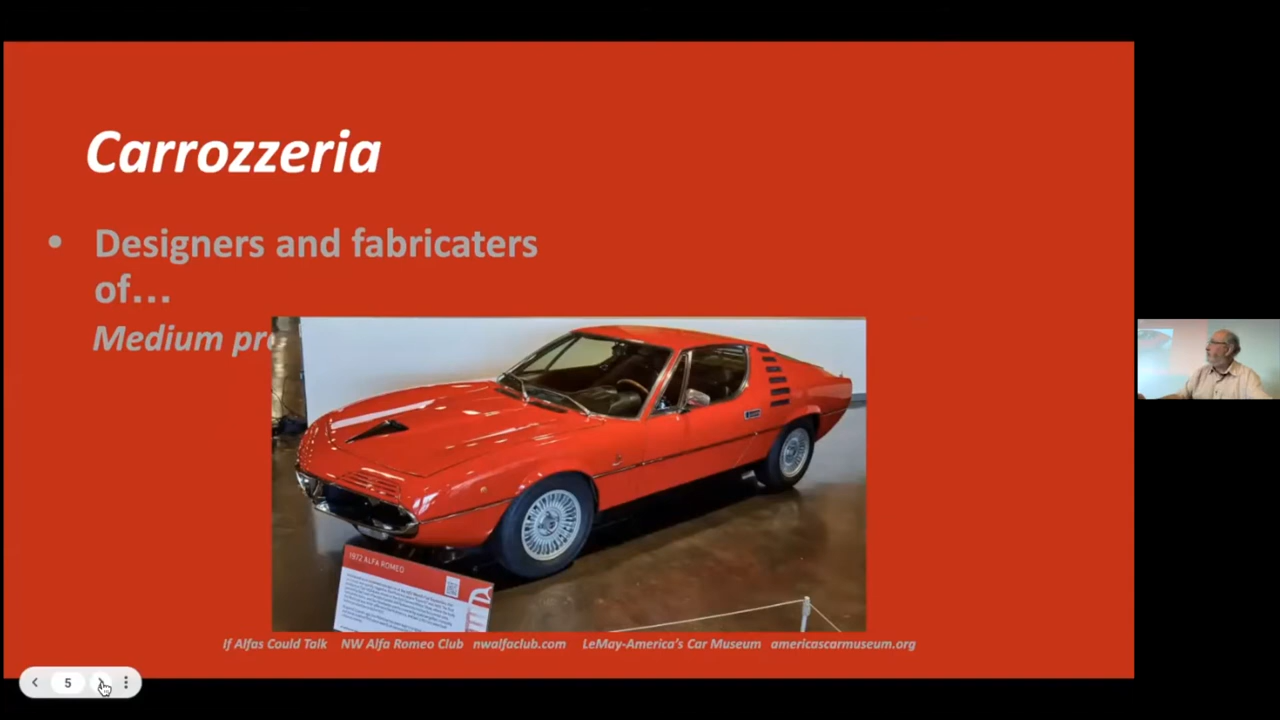 Carrozzeria
• Designers and fabricaters
of...
Medium pr
1972 ALFA ROMEO
If Alfas Could Talk NW Alfa Romeo Club nwalfaclub.com LeMay-America's Car Museum americascarmuseum.org
5